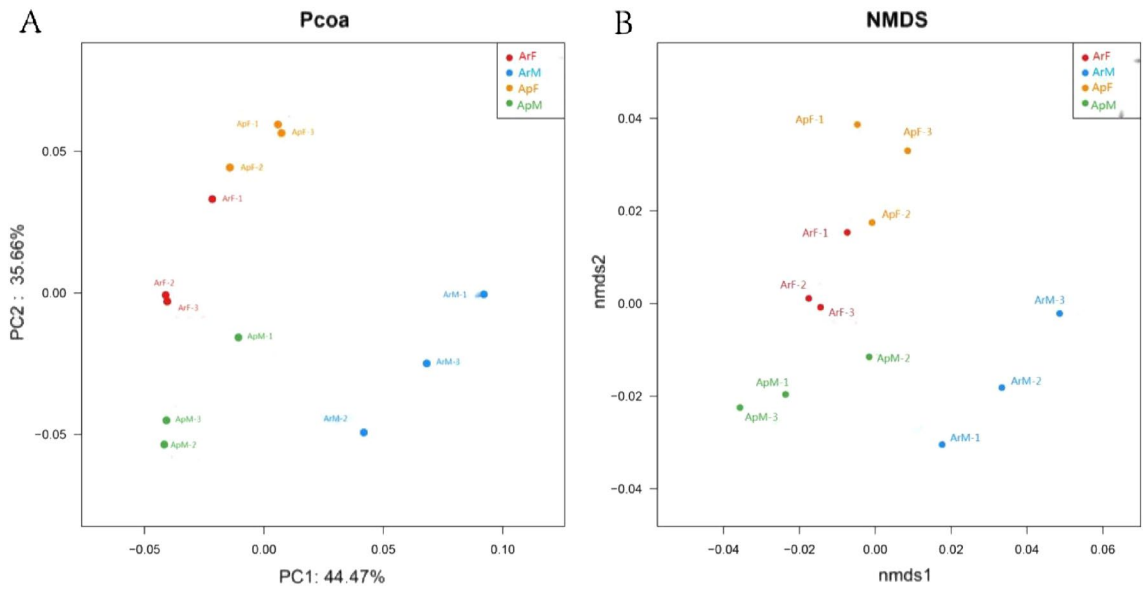 A
Pcoa
ArF
ArM
ApF
ApM
ApF-1
ApF-3
ApF-2
ArF-1
ArF-2
ArF-3
ApM-1
ApM-3
ApM-2
ArM-1
ArM-3
ArM-2
0.05
0.00
−0.05
PC2 : 35.66%
−0.05
0.00
0.05
0.10
PC1: 44.47%
B
NMDS
ArF
ArM
ApF
ApM
ApF-1
ApF-3
ApF-2
ArF-1
ArF-2
ArF-3
ArM-3
ApM-2
ApM-1
ArM-2
ApM-3
ArM-1
0.04
0.02
0.00
−0.02
−0.04
nmds2
−0.04
−0.02
0.00
0.02
0.04
0.06
nmds1